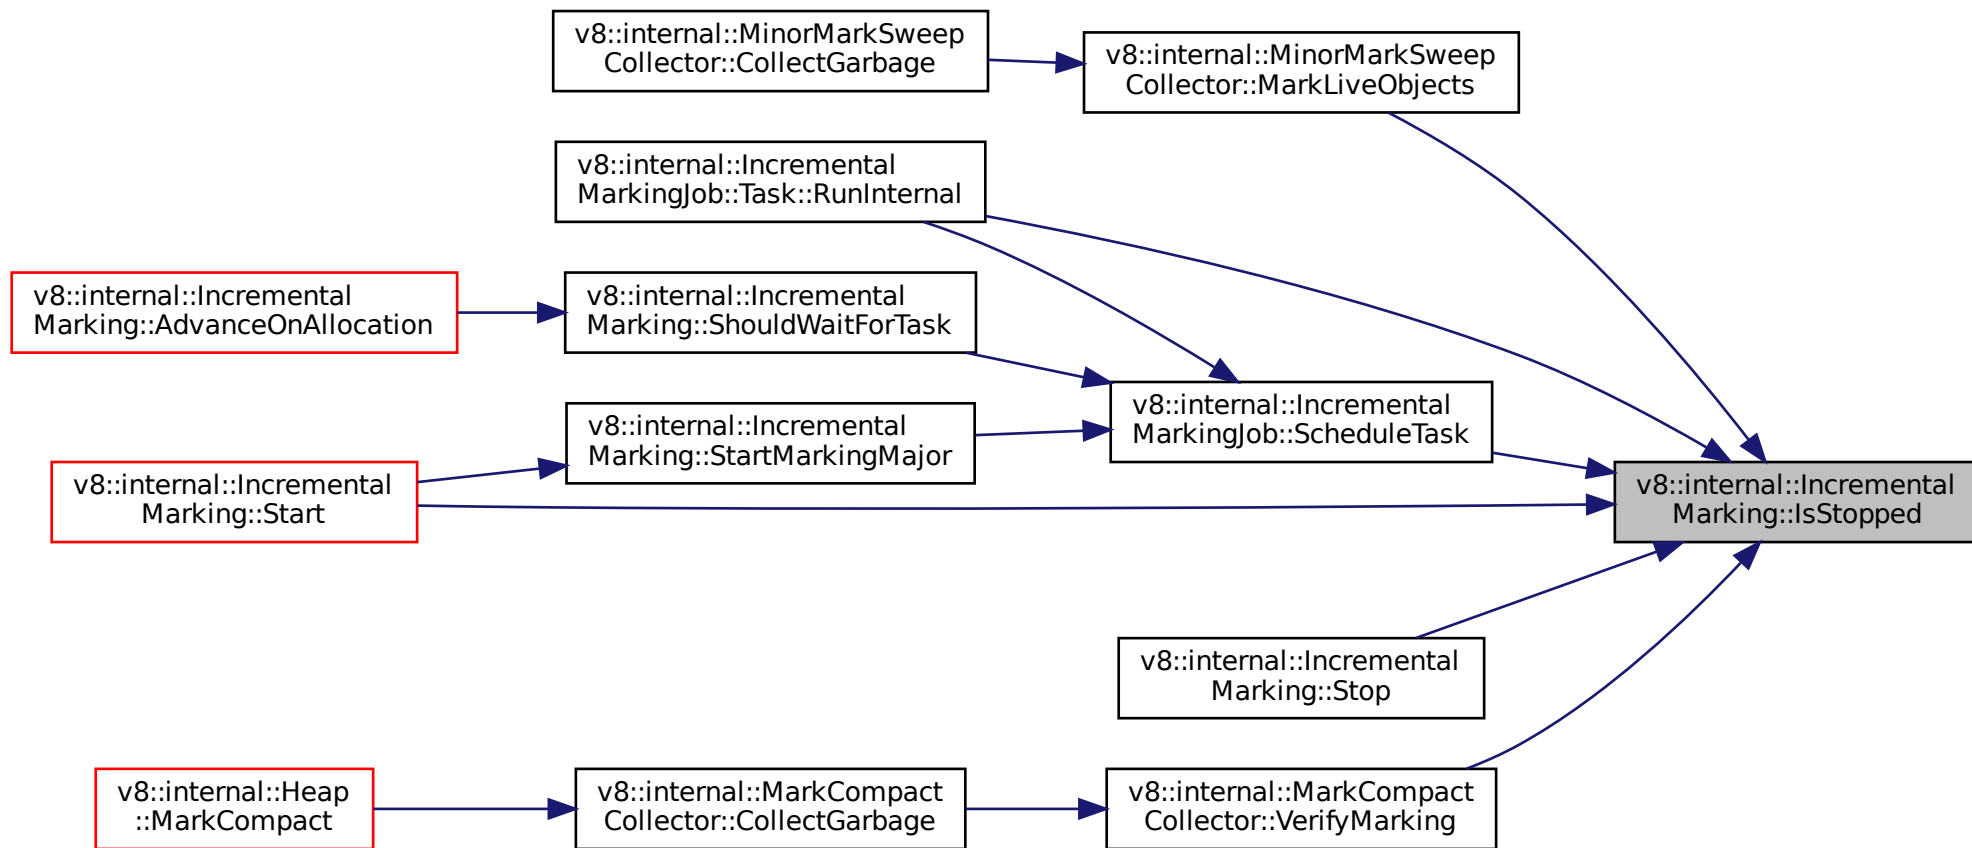 v8::internal::MinorMarkSweep
Collector::CollectGarbage
v8::internal::MinorMarkSweep
Collector::MarkLiveObjects
v8::internal::Incremental
MarkingJob::Task::RunInternal
v8::internal::Incremental
Marking::AdvanceOnAllocation
v8::internal::Incremental
Marking::ShouldWaitForTask
v8::internal::Incremental
MarkingJob::ScheduleTask
v8::internal::Incremental
Marking::StartMarkingMajor
v8::internal::Incremental
Marking::Start
v8::internal::Incremental
Marking::IsStopped
v8::internal::Incremental
Marking::Stop
v8::internal::Heap
::MarkCompact
v8::internal::MarkCompact
Collector::CollectGarbage
v8::internal::MarkCompact
Collector::VerifyMarking